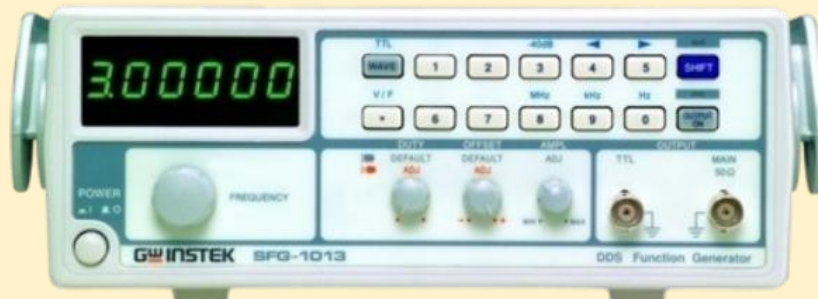 3.00000
TTL -40dB
WAVE 1 2 3 4 5 SHIFT
V / F MHz kHz Hz
• 6 7 8 9 0 OUTPUT ON
DUTY OFFSET AMPL OUTPUT
DEFAULT DEFAULT ADJ TTL MAIN
ADJ ADJ 50Ω
POWER
FREQUENCY
MIN MAX
GW INSTEK SFG-1013 DDS Function Generator